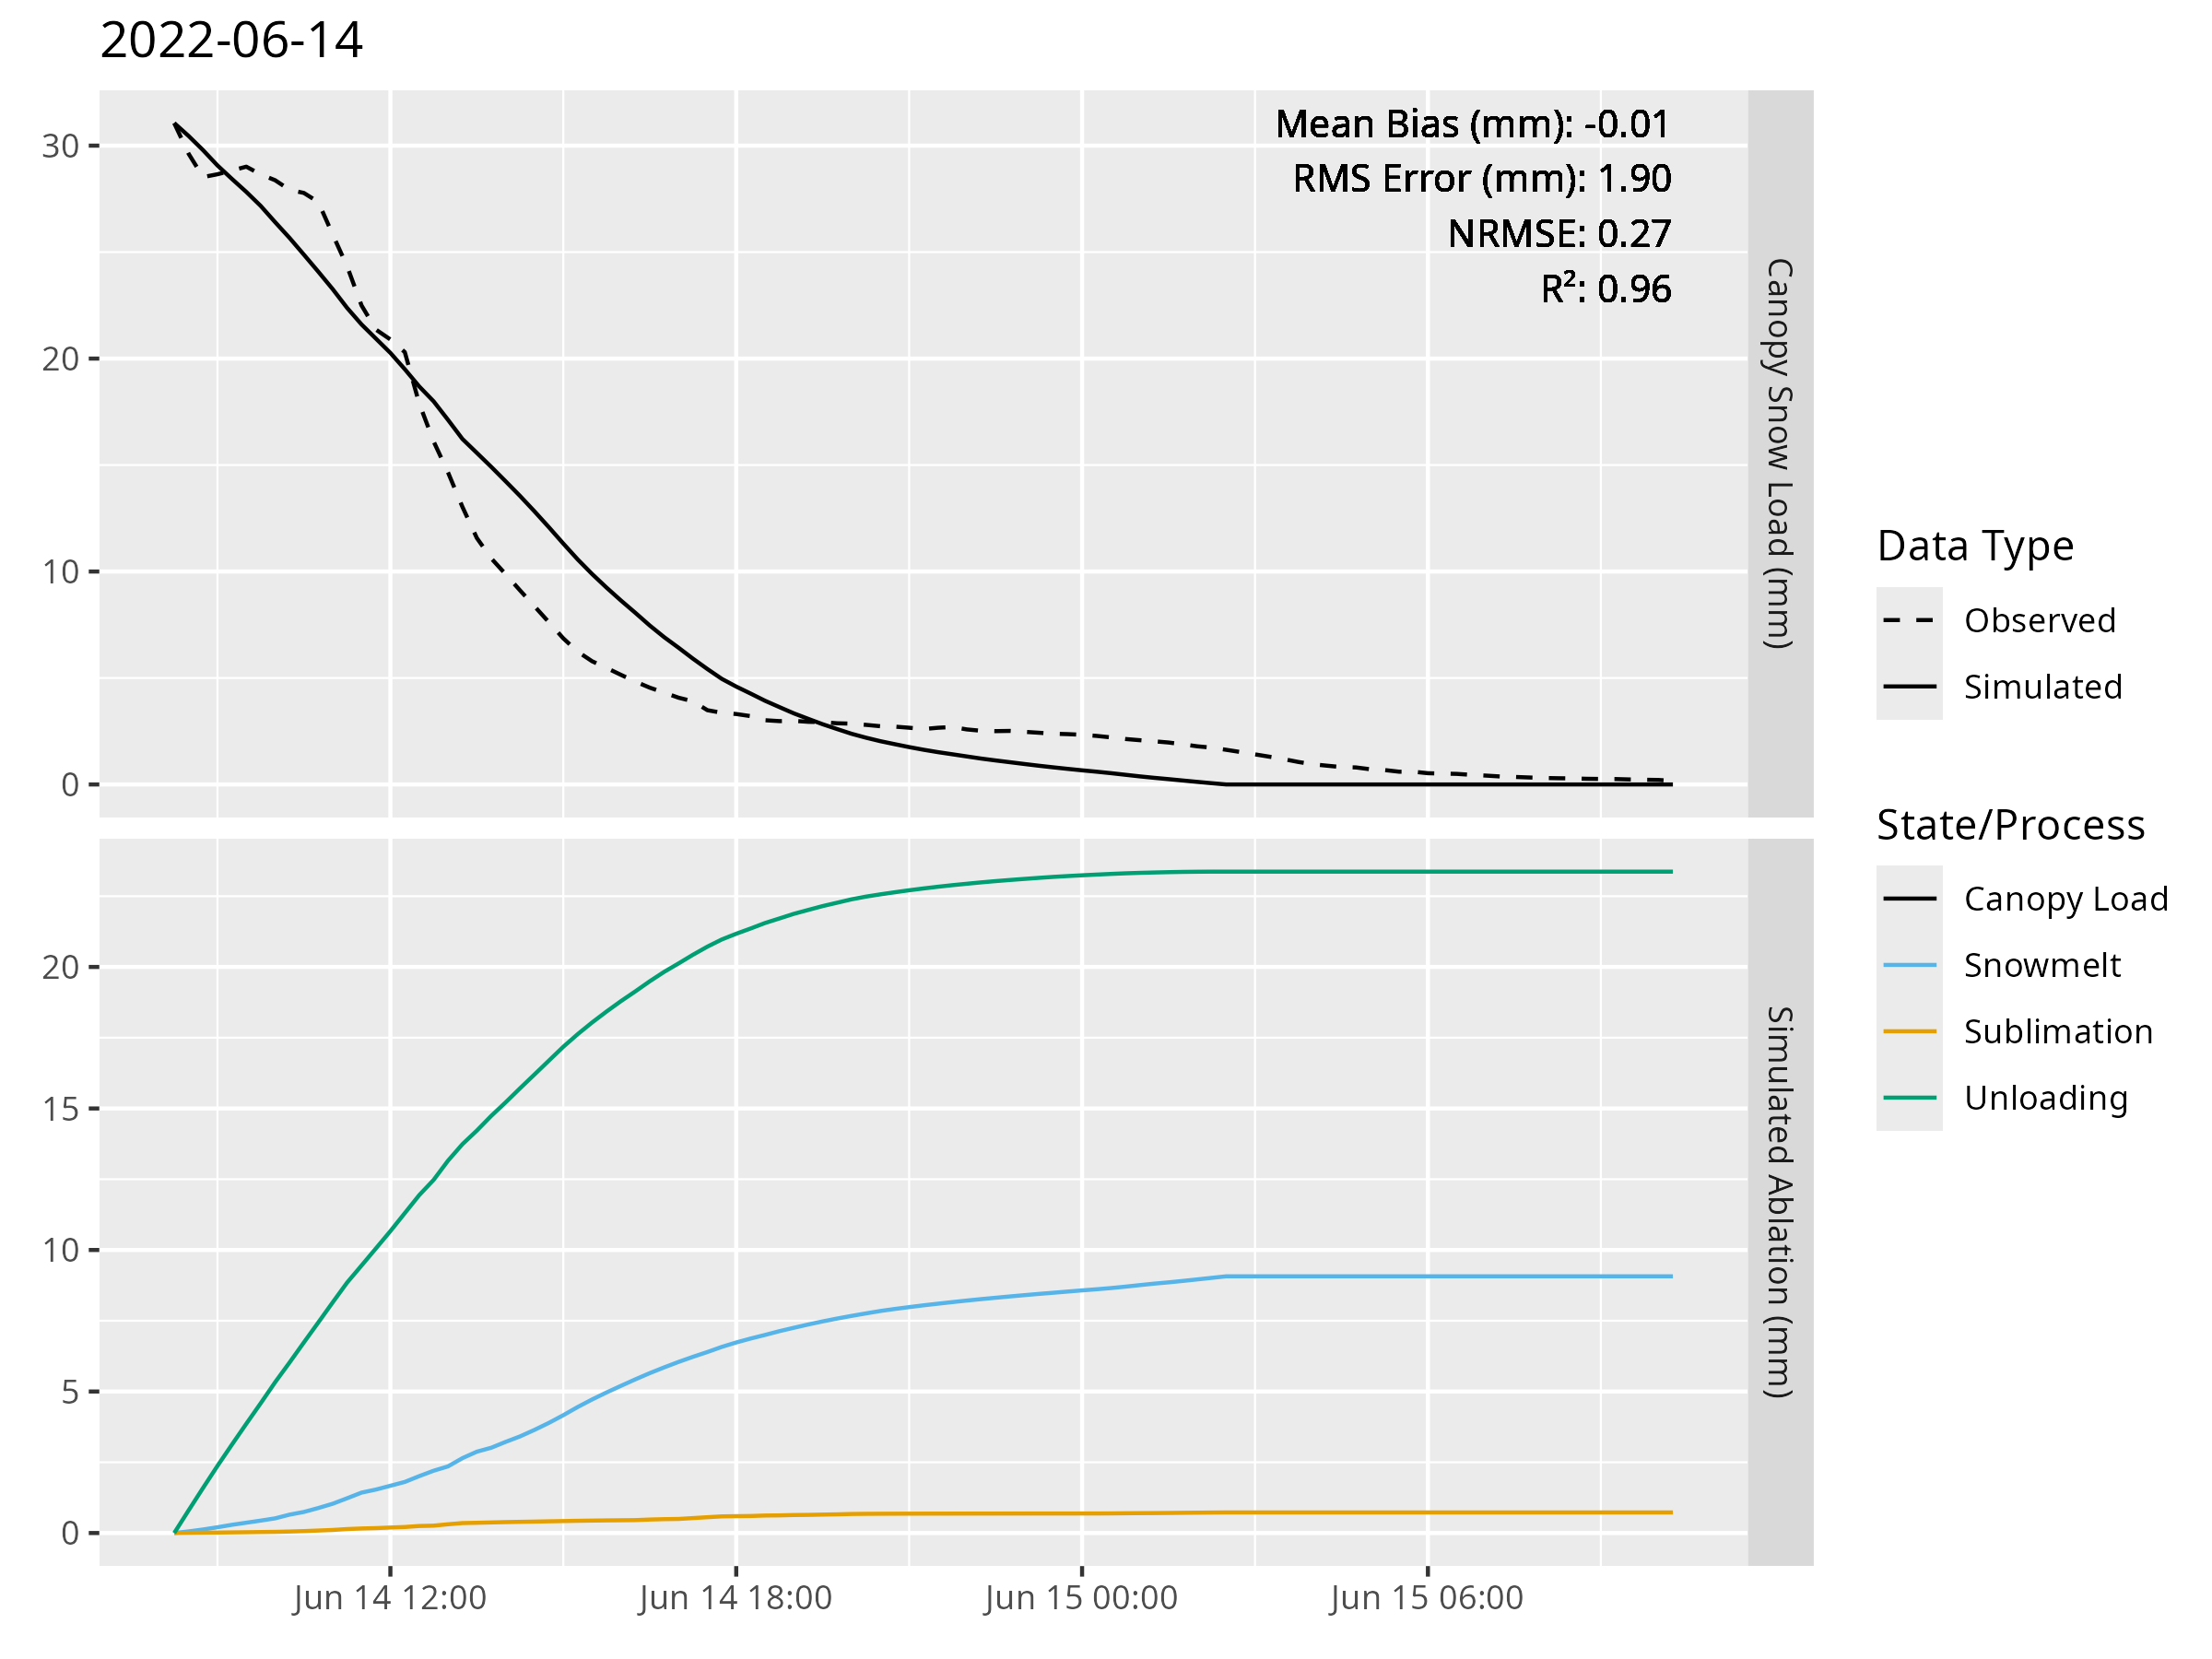 2022-06-14
Mean Bias (mm): -0.01
RMS Error (mm): 1.90
NRMSE: 0.27
R²: 0.96
30
20
10
0
Canopy Snow Load (mm)
20
15
10
5
0
Simulated Ablation (mm)
Jun 14 12:00
Jun 14 18:00
Jun 15 00:00
Jun 15 06:00
Data Type
Observed
Simulated
State/Process
Canopy Load
Snowmelt
Sublimation
Unloading